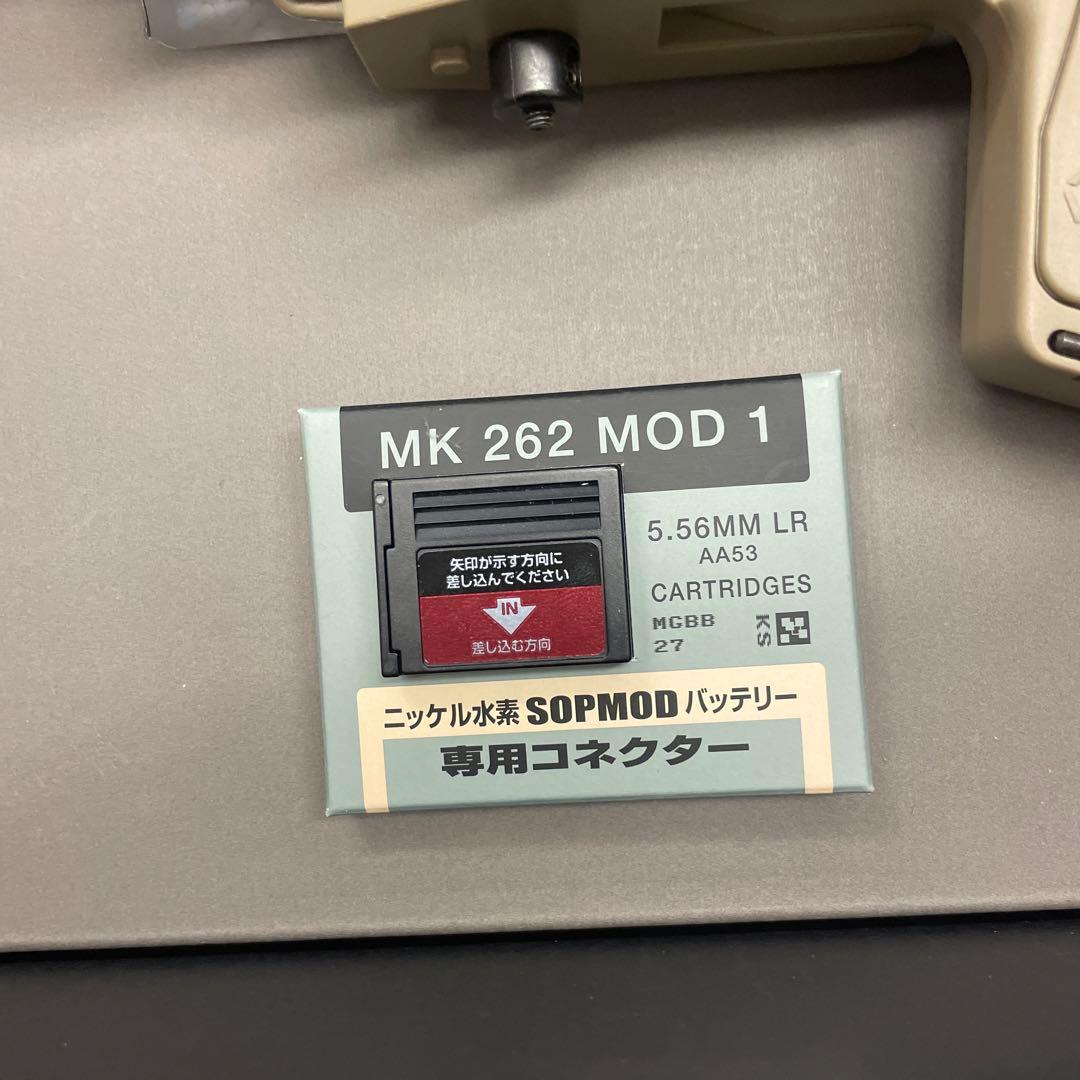 MK 262 MOD 1
5.56MM LR
AA53
CARTRIDGES
MGBB
27
KS
矢印が示す方向に
差し込んでください
IN
差し込む方向
ニッケル水素 SOPMOD バッテリー
専用コネクター